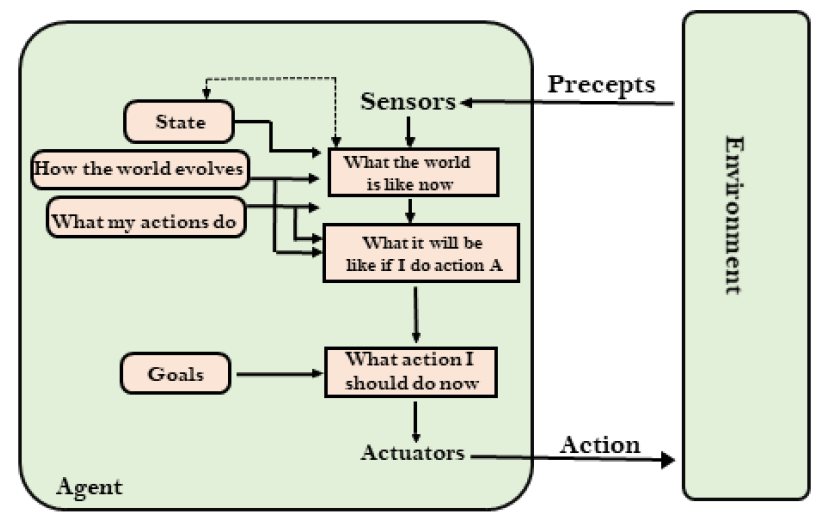 Precepts
Sensors
State
How the world evolves
What the world
is like now
What my actions do
What it will be
like if I do action A
Environment
What action I
should do now
Goals
Actuators
Action
Agent